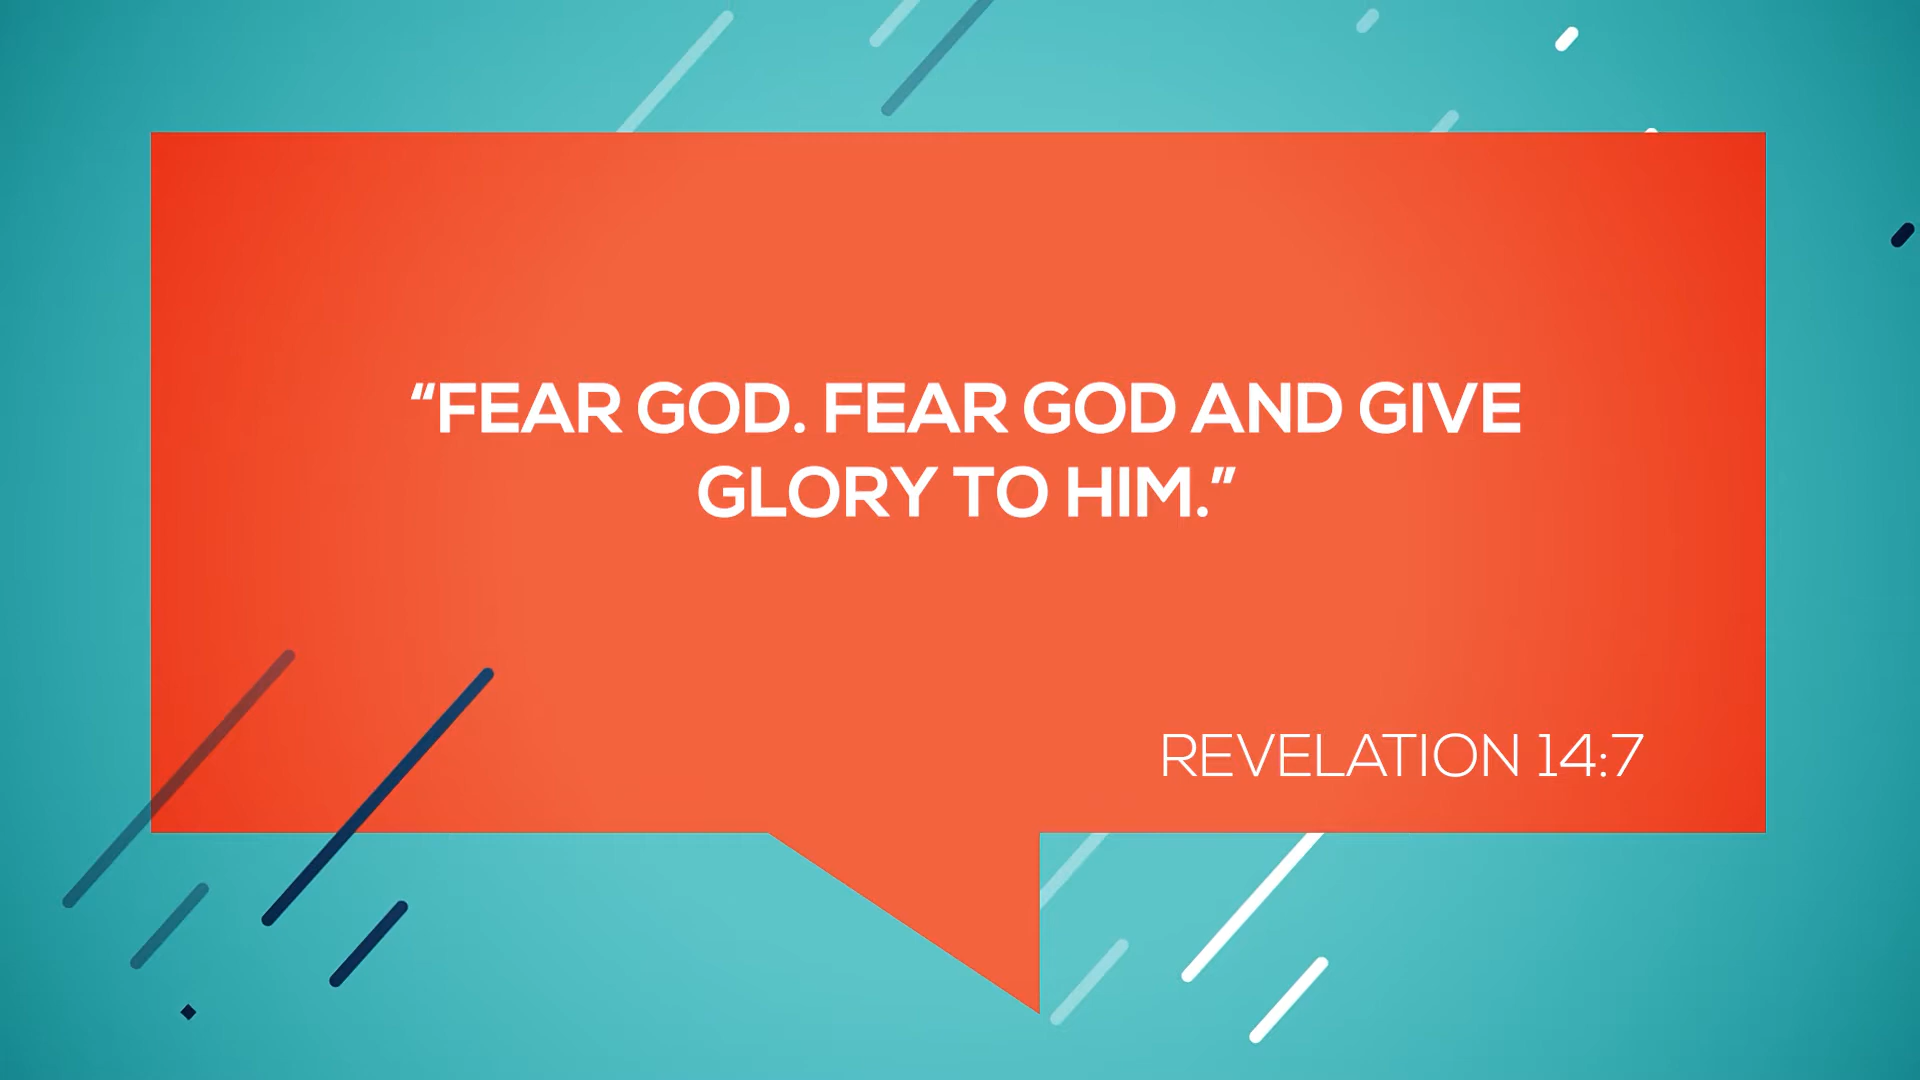 “FEAR GOD. FEAR GOD AND GIVE
GLORY TO HIM.”
REVELATION 14:7